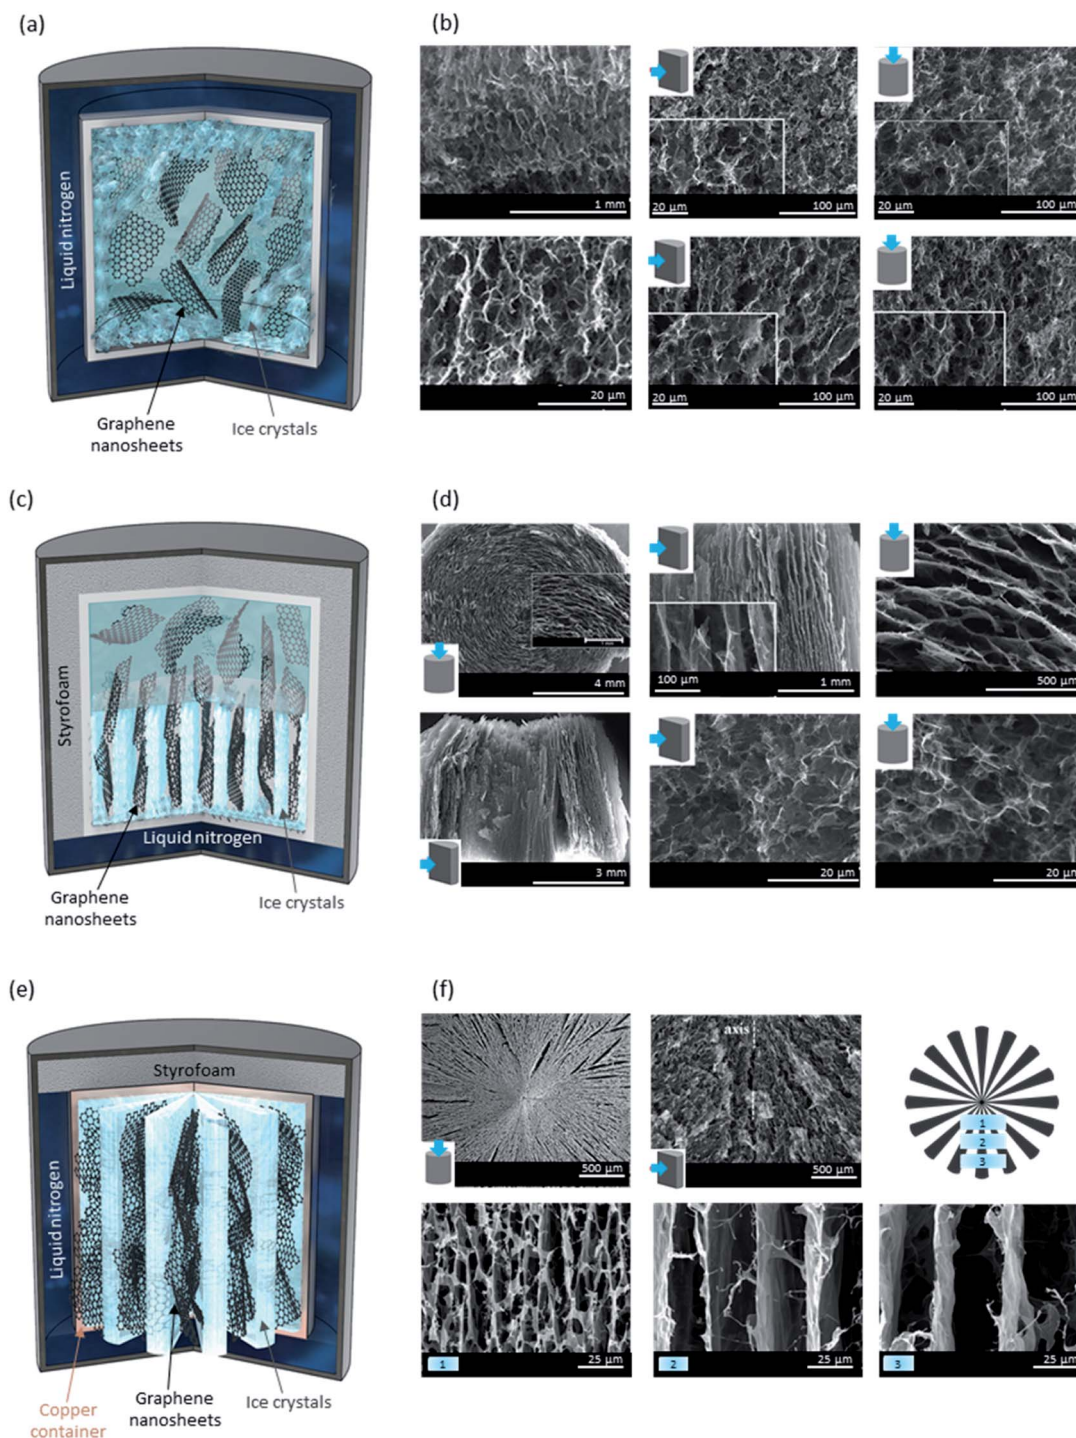 (a)
Liquid nitrogen
Graphene
nanosheets
Ice crystals
(b)
1 mm
20 µm
100 µm
20 µm
100 µm
20 µm
20 µm
100 µm
20 µm
100 µm
(c)
Styrofoam
Liquid nitrogen
Graphene
nanosheets
Ice crystals
(d)
4 mm
100 µm
1 mm
500 µm
3 mm
20 µm
20 µm
(e)
Styrofoam
Liquid nitrogen
Copper
container
Graphene
nanosheets
Ice crystals
(f)
500 µm
axis
500 µm
1
2
3
1
25 µm
2
25 µm
3
25 µm